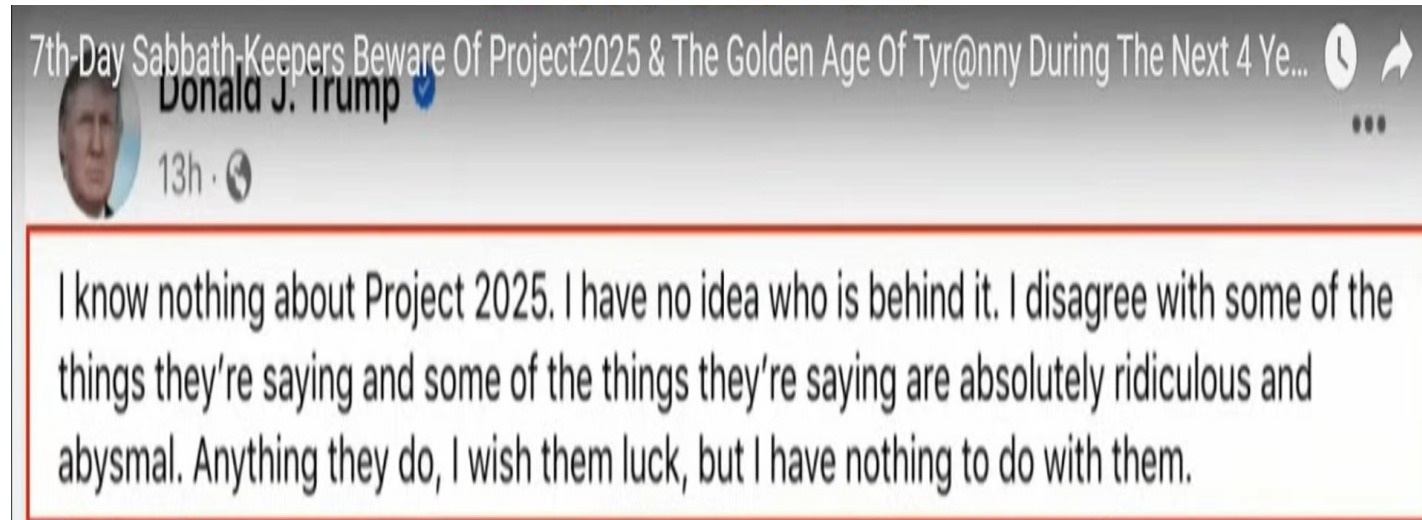 7th-Day Sabbath-Keepers Beware Of Project2025 & The Golden Age Of Tyr@nny During The Next 4 Ye...
Donald J. Trump
13h ·
I know nothing about Project 2025. I have no idea who is behind it. I disagree with some of the
things they're saying and some of the things they're saying are absolutely ridiculous and
abysmal. Anything they do, I wish them luck, but I have nothing to do with them.